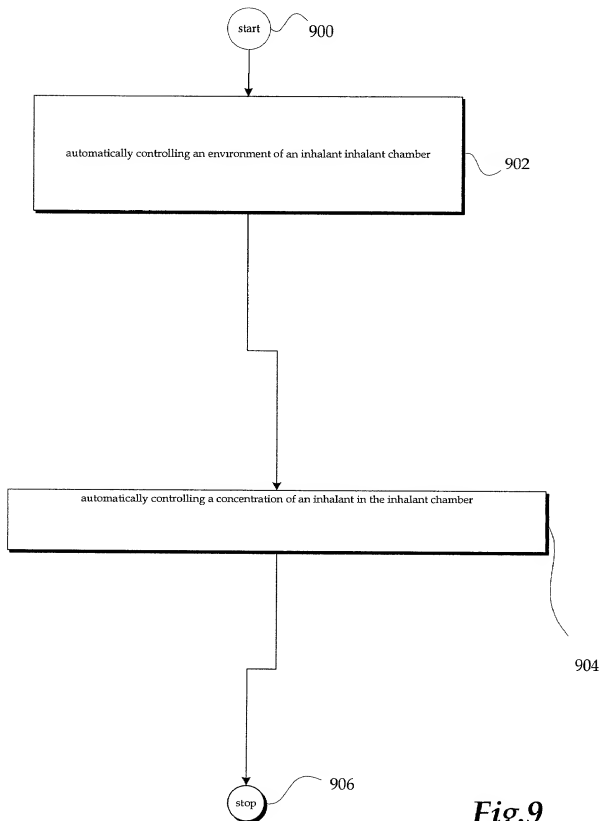 start
900
automatically controlling an environment of an inhalant inhalant chamber
902
automatically controlling a concentration of an inhalant in the inhalant chamber
904
stop
906
Fig.9